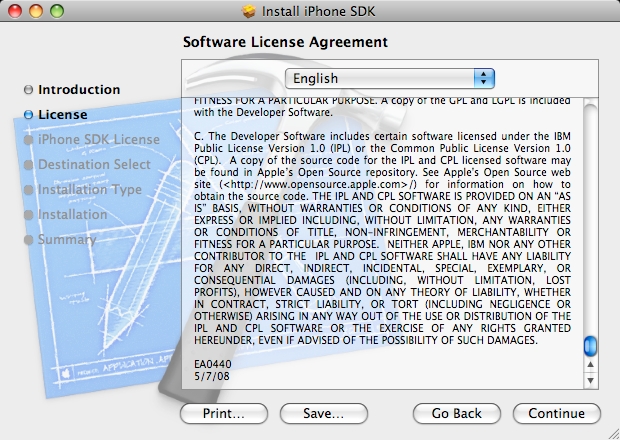 Install iPhone SDK
Software License Agreement
Introduction
License
iPhone SDK License
Destination Select
Installation Type
Installation
Summary
English
FITNESS FOR A PARTICULAR PURPOSE. A copy of the GPL and LGPL is included
with the Developer Software.
C. The Developer Software includes certain software licensed under the IBM
Public License Version 1.0 (IPL) or the Common Public License Version 1.0
(CPL). A copy of the source code for the IPL and CPL licensed software may
be found in Apple's Open Source repository. See Apple's Open Source web
site (<http://www.opensource.apple.com>/) for information on how to
obtain the source code. THE IPL AND CPL SOFTWARE IS PROVIDED ON AN "AS
IS" BASIS, WITHOUT WARRANTIES OR CONDITIONS OF ANY KIND, EITHER
EXPRESS OR IMPLIED INCLUDING, WITHOUT LIMITATION, ANY WARRANTIES
OR CONDITIONS OF TITLE, NON-INFRINGEMENT, MERCHANTABILITY OR
FITNESS FOR A PARTICULAR PURPOSE. NEITHER APPLE, IBM NOR ANY OTHER
CONTRIBUTOR TO THE IPL AND CPL SOFTWARE SHALL HAVE ANY LIABILITY
FOR ANY DIRECT, INDIRECT, INCIDENTAL, SPECIAL, EXEMPLARY, OR
CONSEQUENTIAL DAMAGES (INCLUDING, WITHOUT LIMITATION, LOST
PROFITS), HOWEVER CAUSED AND ON ANY THEORY OF LIABILITY, WHETHER
IN CONTRACT, STRICT LIABILITY, OR TORT (INCLUDING NEGLIGENCE OR
OTHERWISE) ARISING IN ANY WAY OUT OF THE USE OR DISTRIBUTION OF THE
IPL AND CPL SOFTWARE OR THE EXERCISE OF ANY RIGHTS GRANTED
HEREUNDER, EVEN IF ADVISED OF THE POSSIBILITY OF SUCH DAMAGES.
EA0440
5/7/08
APPLICATION
Print...
Save...
Go Back
Continue